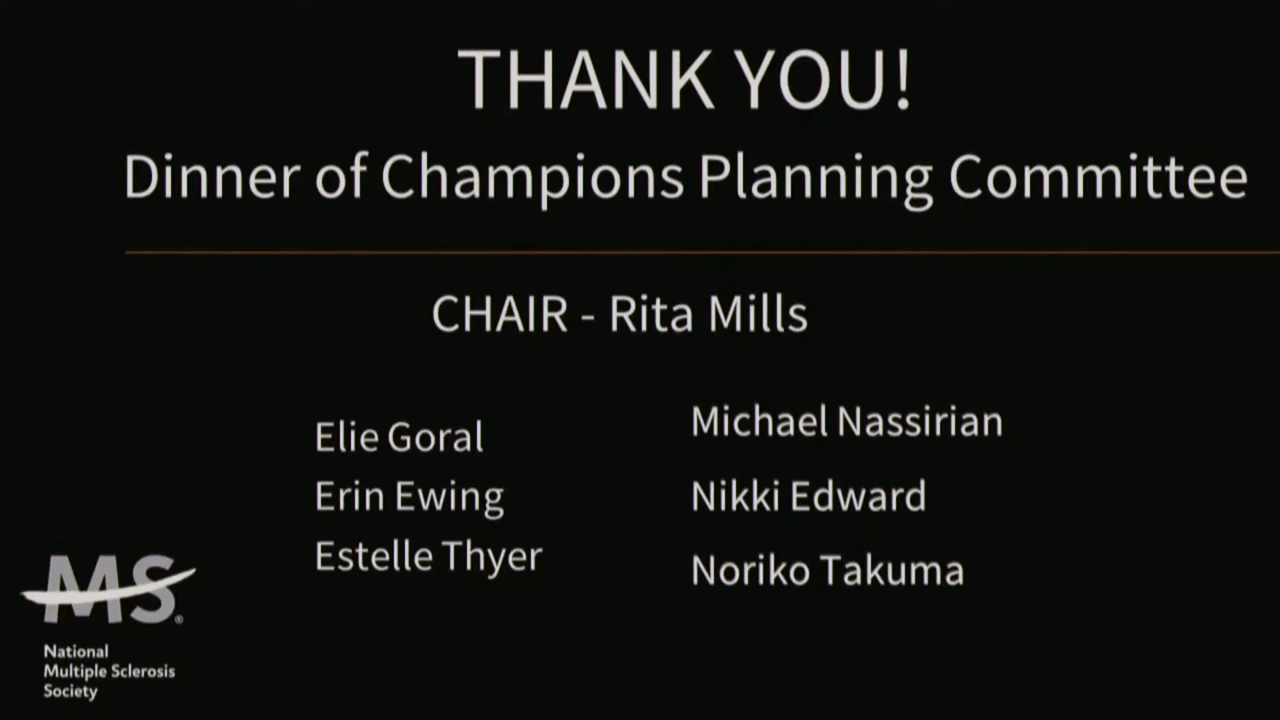 THANK YOU!
Dinner of Champions Planning Committee
CHAIR - Rita Mills
Elie Goral
Erin Ewing
Estelle Thyer
Michael Nassirian
Nikki Edward
Noriko Takuma
MS®
National
Multiple Sclerosis
Society